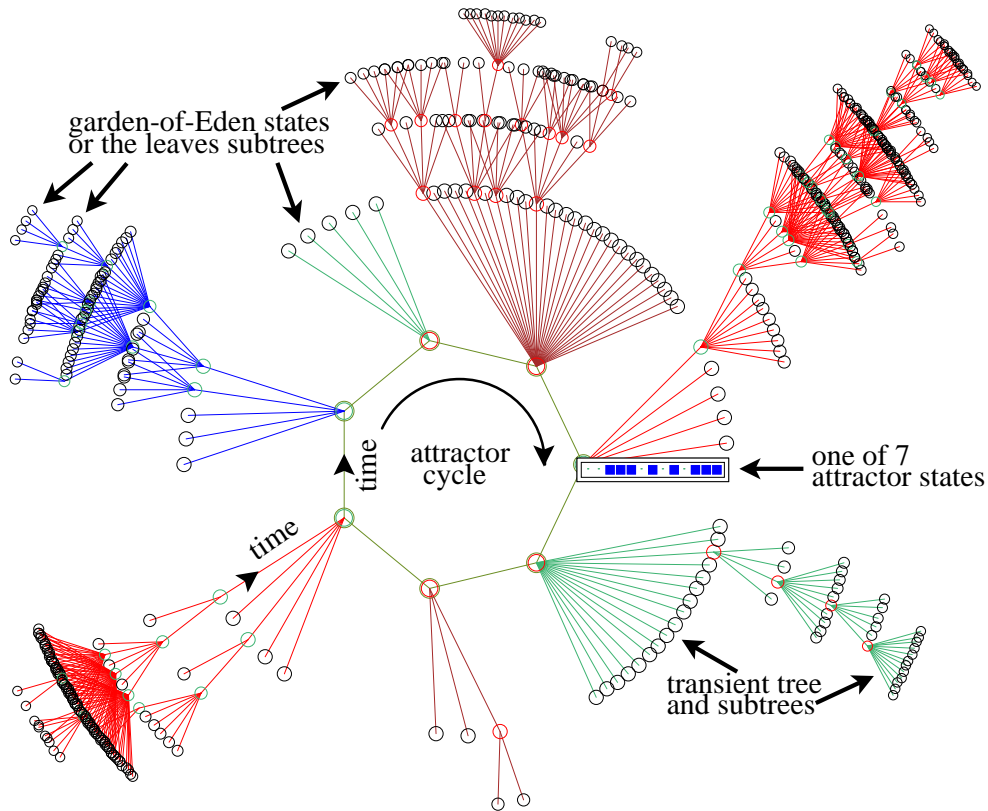 garden-of-Eden states
or the leaves subtrees
time
attractor
cycle
one of 7
attractor states
time
transient tree
and subtrees